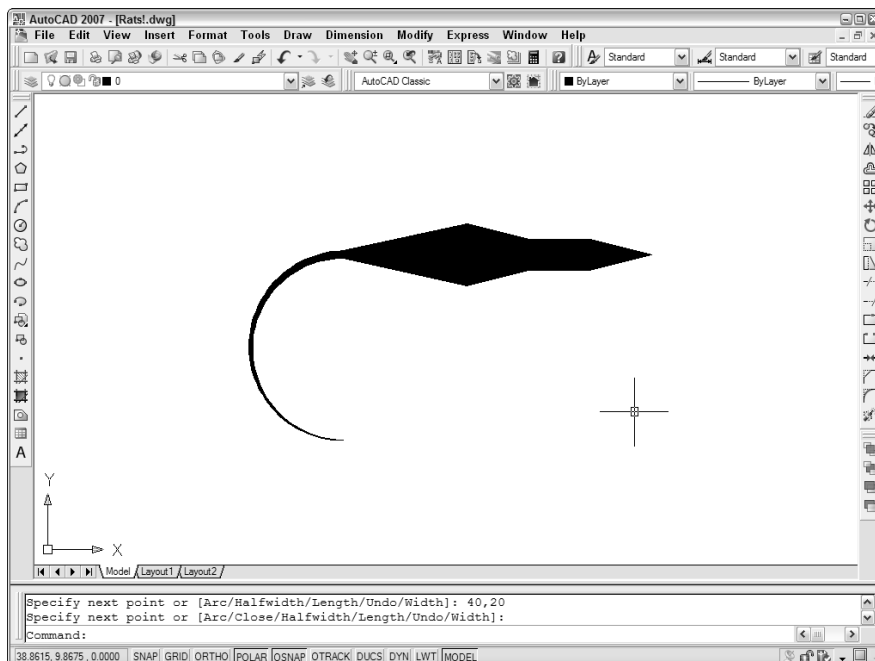 AutoCAD 2007 - [Rats!.dwg]
File Edit View Insert Format Tools Draw Dimension Modify Express Window Help
Standard Standard Standard
0 AutoCAD Classic ByLayer ByLayer
A
Y
X
Model Layout1 Layout2
Specify next point or [Arc/Halfwidth/Length/Undo/Width]: 40,20
Specify next point or [Arc/Close/Halfwidth/Length/Undo/Width]:
Command:
38.8615, 9.8675 , 0.0000 SNAP GRID ORTHO POLAR OSNAP OTRACK DUCS DYN LWT MODEL